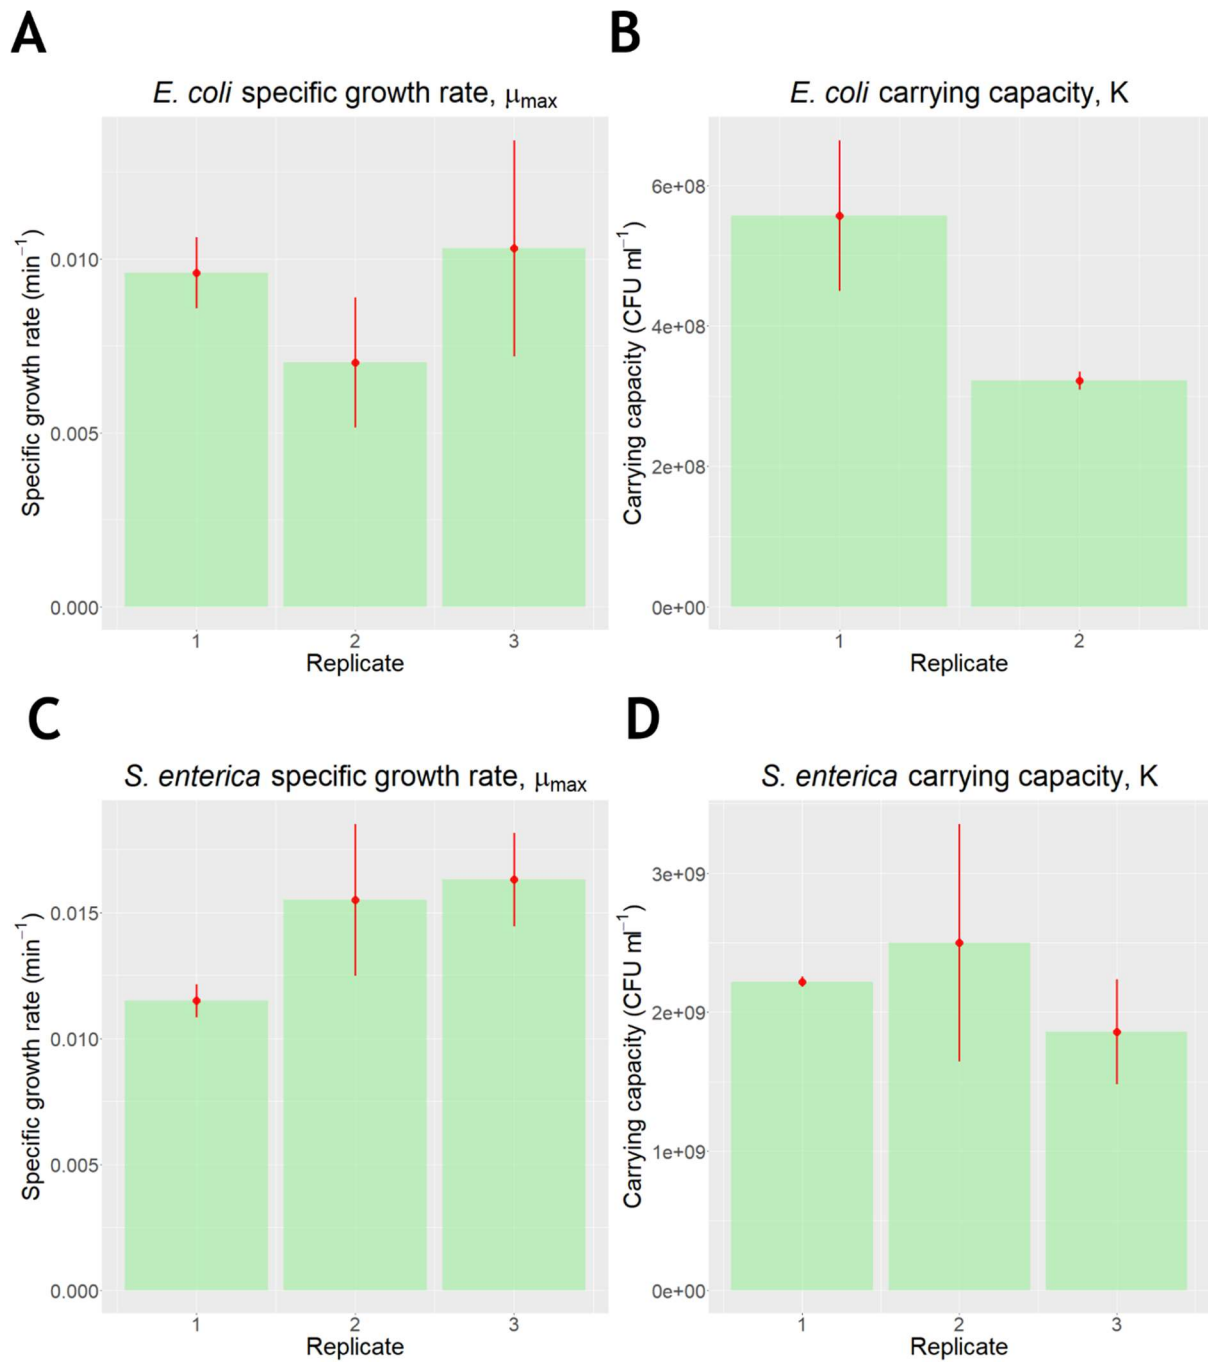 A
E. coli specific growth rate, μmax
Specific growth rate (min⁻¹)
0.010
0.005
0.000
1 2 3
Replicate
B
E. coli carrying capacity, K
Carrying capacity (CFU ml⁻¹)
6e+08
4e+08
2e+08
0e+00
1 2
Replicate
C
S. enterica specific growth rate, μmax
Specific growth rate (min⁻¹)
0.015
0.010
0.005
0.000
1 2 3
Replicate
D
S. enterica carrying capacity, K
Carrying capacity (CFU ml⁻¹)
3e+09
2e+09
1e+09
0e+00
1 2 3
Replicate